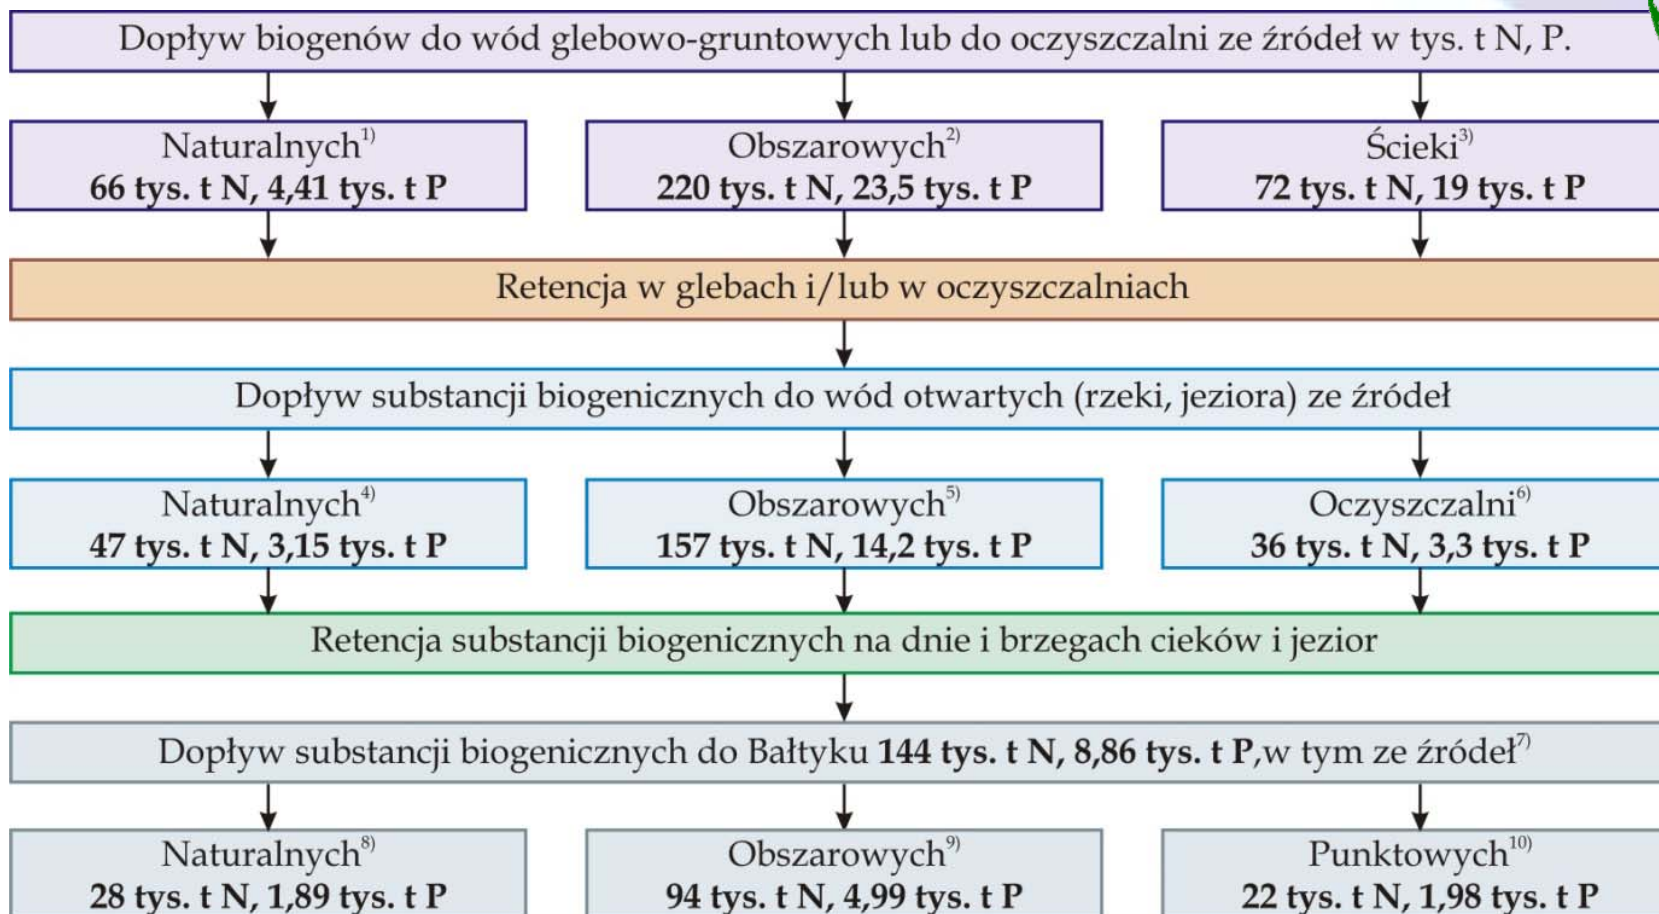 Dopływ biogenów do wód glebowo-gruntowych lub do oczyszczalni ze źródeł w tys. t N, P.
Naturalnych1)
66 tys. t N, 4,41 tys. t P
Obszarowych2)
220 tys. t N, 23,5 tys. t P
Ścieki3)
72 tys. t N, 19 tys. t P
Retencja w glebach i/lub w oczyszczalniach
Dopływ substancji biogenicznych do wód otwartych (rzeki, jeziora) ze źródeł
Naturalnych4)
47 tys. t N, 3,15 tys. t P
Obszarowych5)
157 tys. t N, 14,2 tys. t P
Oczyszczalni6)
36 tys. t N, 3,3 tys. t P
Retencja substancji biogenicznych na dnie i brzegach cieków i jezior
Dopływ substancji biogenicznych do Bałtyku 144 tys. t N, 8,86 tys. t P,w tym ze źródeł7)
Naturalnych8)
28 tys. t N, 1,89 tys. t P
Obszarowych9)
94 tys. t N, 4,99 tys. t P
Punktowych10)
22 tys. t N, 1,98 tys. t P